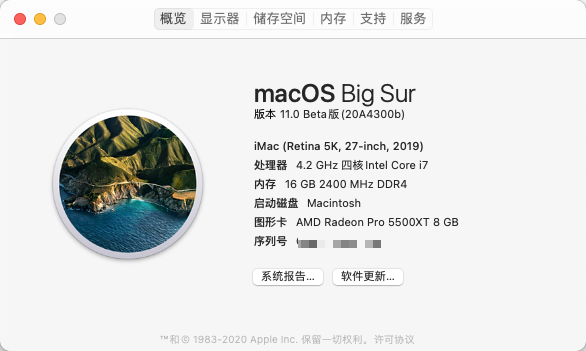 概览 显示器 储存空间 内存 支持 服务
macOS Big Sur
版本 11.0 Beta版 (20A4300b)
iMac (Retina 5K, 27-inch, 2019)
处理器 4.2 GHz 四核Intel Core i7
内存 16 GB 2400 MHz DDR4
启动磁盘 Macintosh
图形卡 AMD Radeon Pro 5500XT 8 GB
序列号
系统报告... 软件更新...
™和© 1983-2020 Apple Inc. 保留一切权利。许可协议